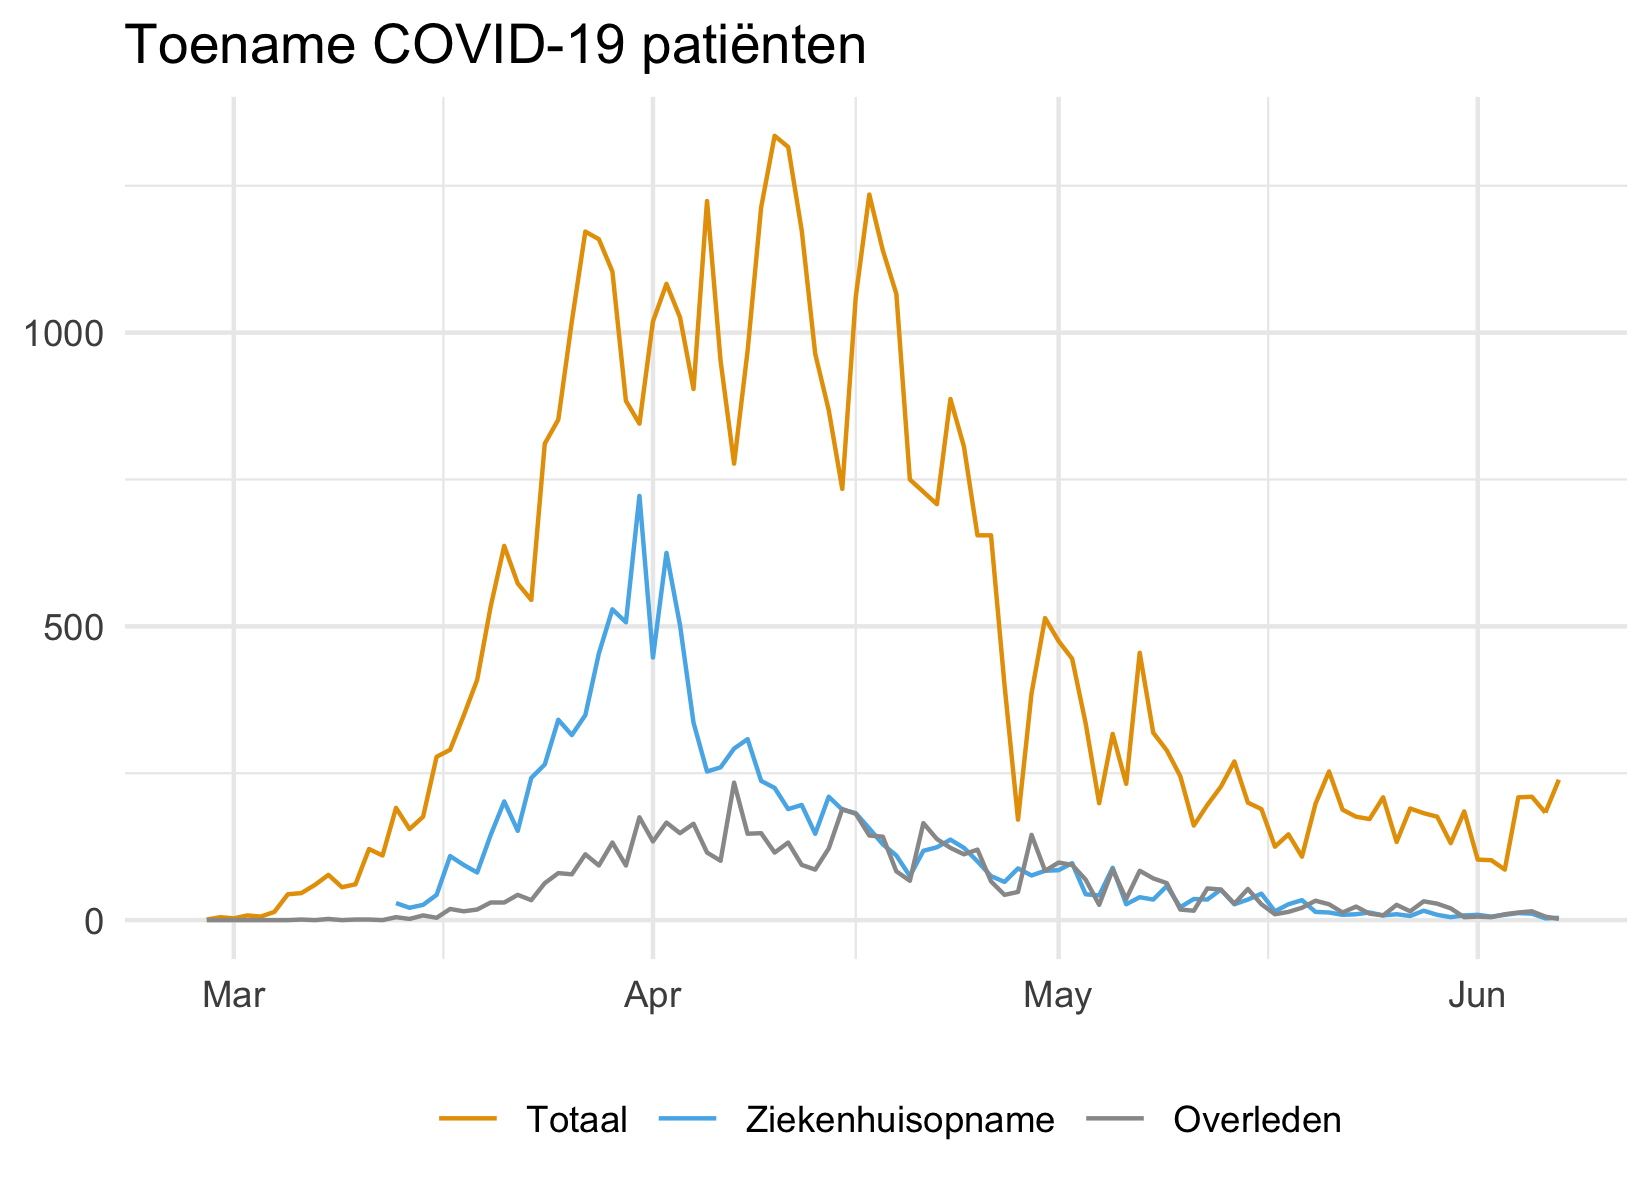 Toename COVID-19 patiënten
1000
500
0
Mar Apr May Jun
Totaal Ziekenhuisopname Overleden